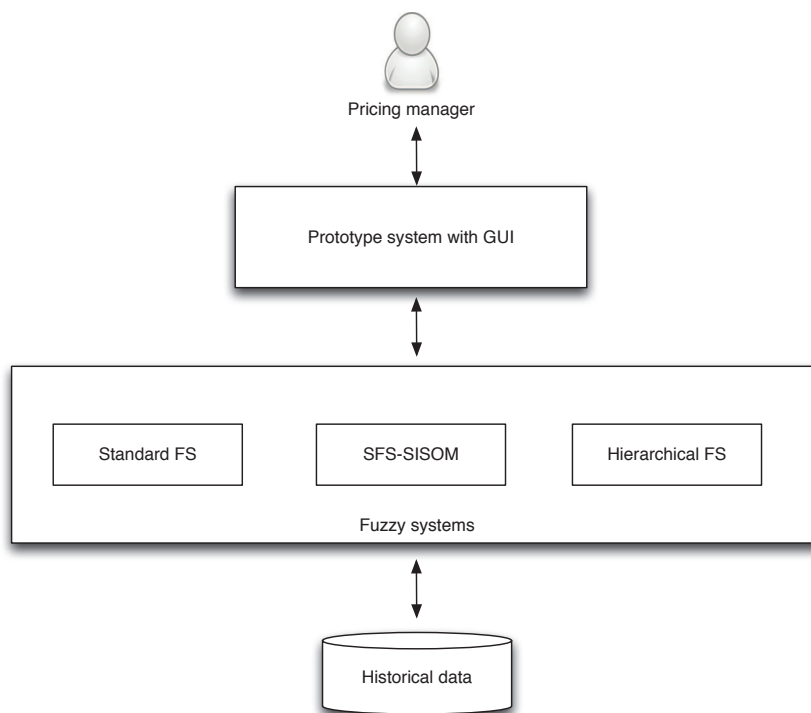 Pricing manager
Prototype system with GUI
Standard FS
SFS-SISOM
Hierarchical FS
Fuzzy systems
Historical data